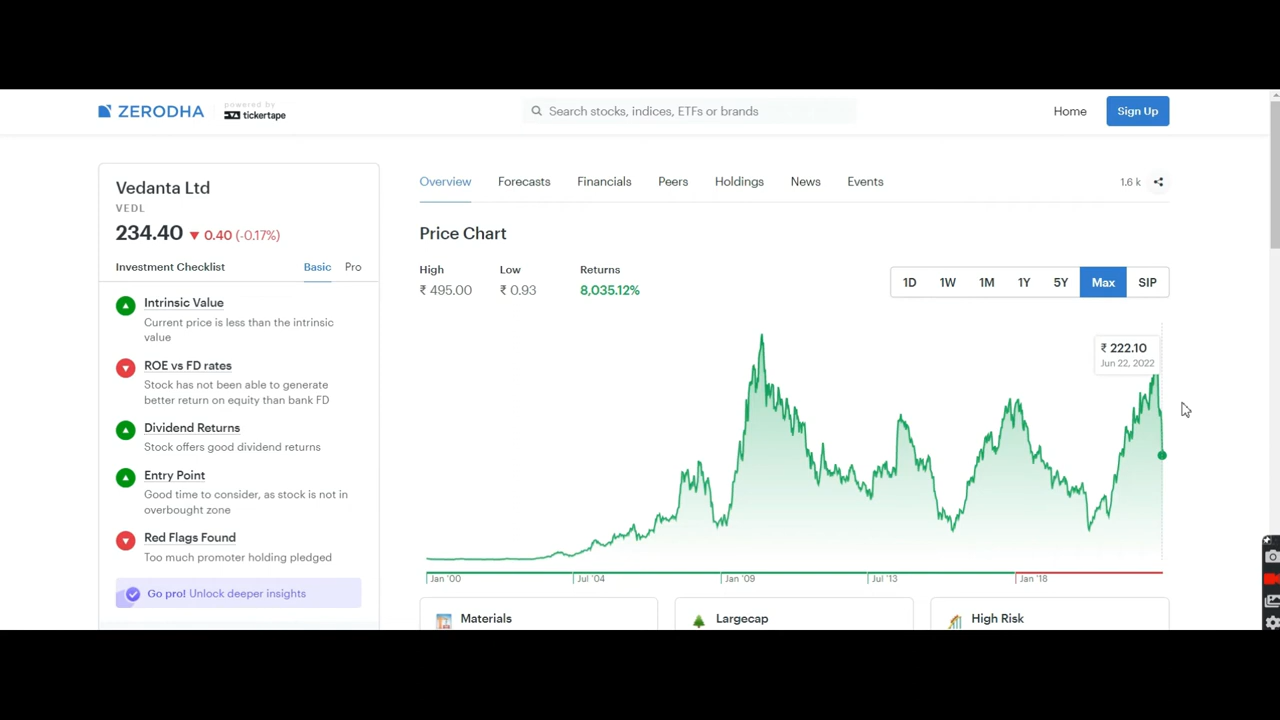 ZERODHA
powered by
tickertape
Search stocks, indices, ETFs or brands
Home
Sign Up
Vedanta Ltd
VEDL
234.40 ▼ 0.40 (-0.17%)
Investment Checklist
Basic
Pro
Intrinsic Value
Current price is less than the intrinsic
value
ROE vs FD rates
Stock has not been able to generate
better return on equity than bank FD
Dividend Returns
Stock offers good dividend returns
Entry Point
Good time to consider, as stock is not in
overbought zone
Red Flags Found
Too much promoter holding pledged
Go pro! Unlock deeper insights
Overview
Forecasts
Financials
Peers
Holdings
News
Events
1.6 k
Price Chart
High
Low
Returns
₹ 495.00
₹ 0.93
8,035.12%
1D
1W
1M
1Y
5Y
Max
SIP
₹ 222.10
Jun 22, 2022
Jan '00
Jul '04
Jan '09
Jul '13
Jan '18
Materials
Largecap
High Risk